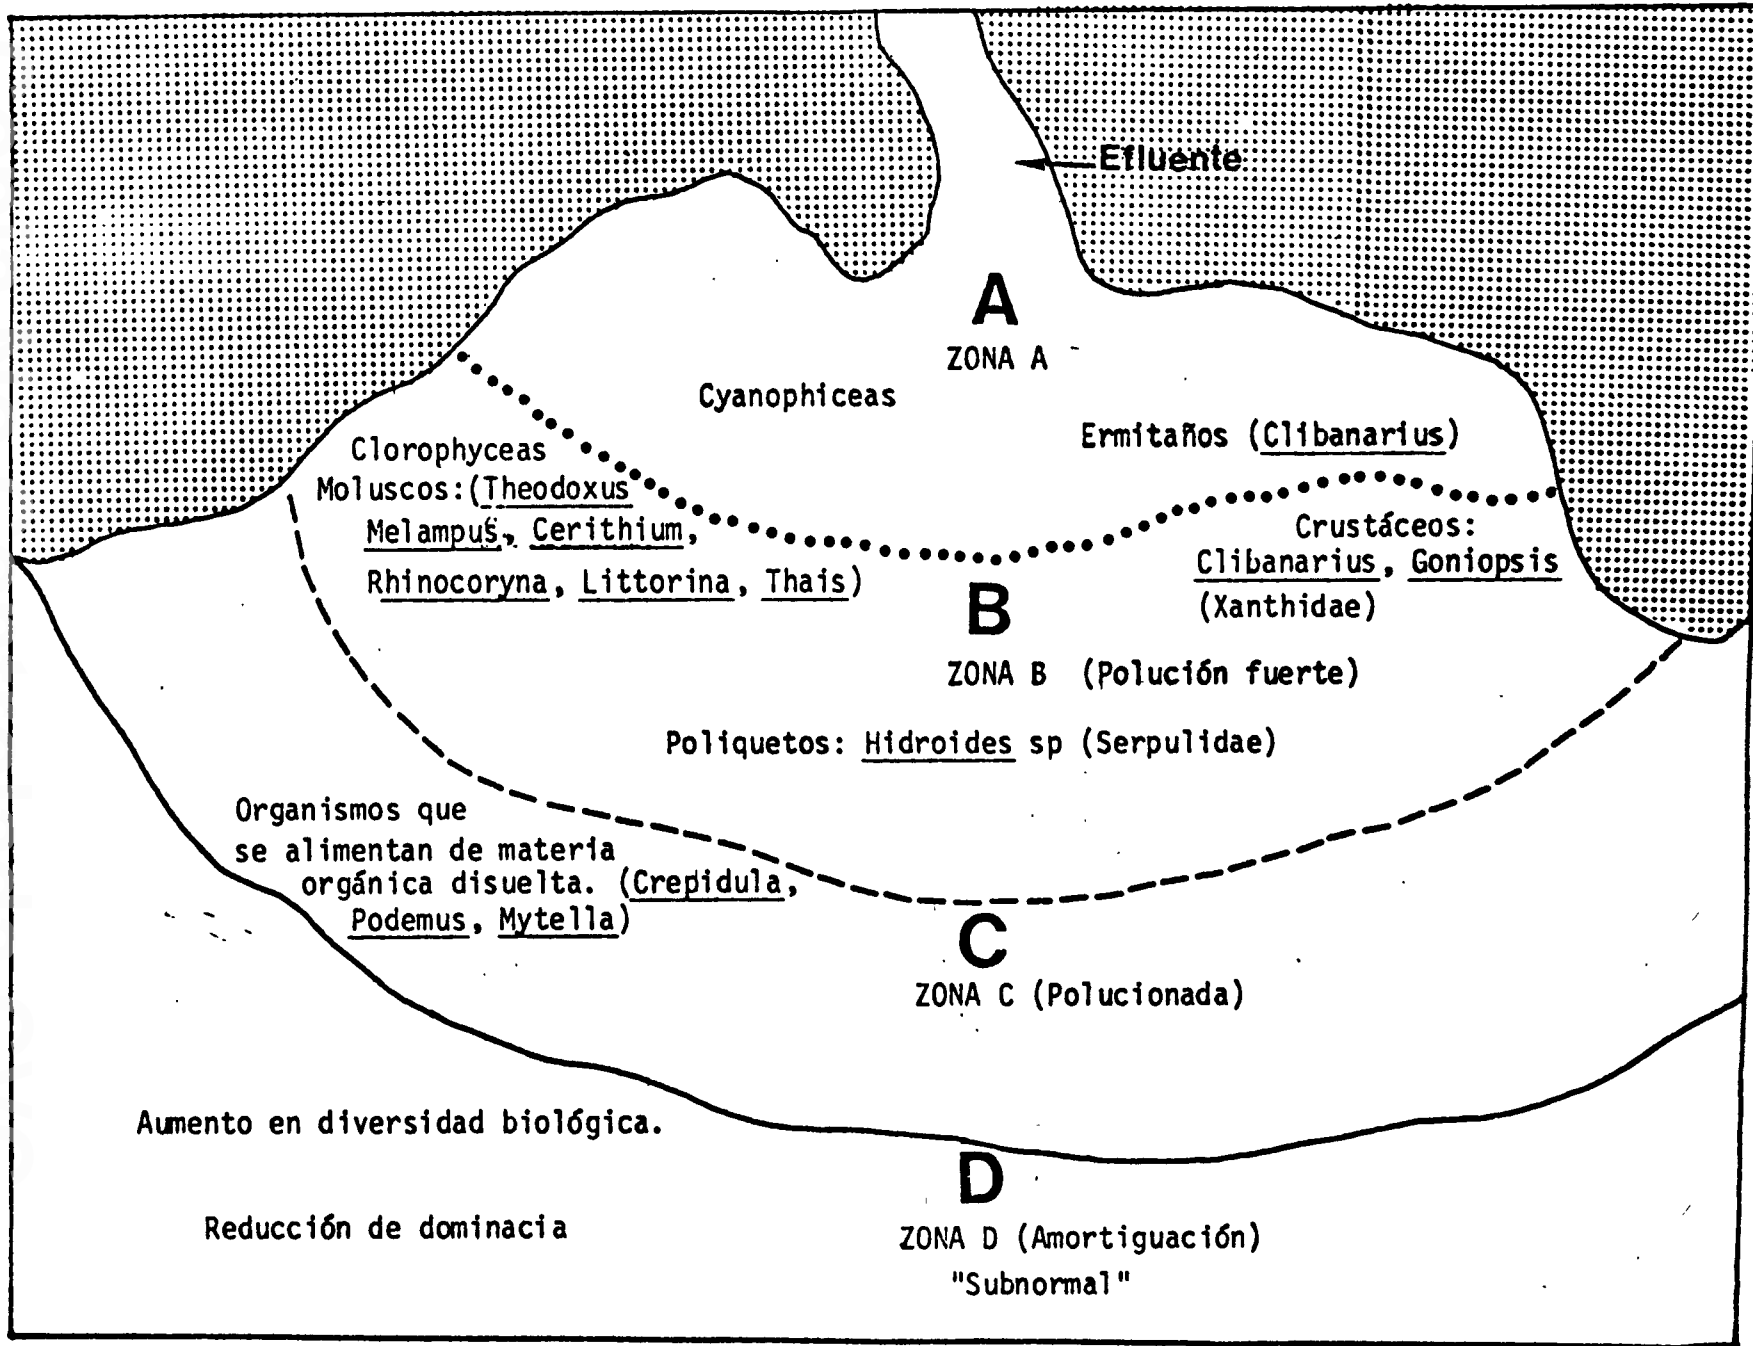 Efluente
A
ZONA A
Cyanophiceas
Ermitaños (Clibanarius)
Clorophyceas
Moluscos: (Theodoxus
Melampus, Cerithium,
Rhinocoryna, Littorina, Thais)
Crustáceos:
Clibanarius, Goniopsis
(Xanthidae)
B
ZONA B (Polución fuerte)
Poliquetos: Hidroides sp (Serpulidae)
Organismos que
se alimentan de materia
orgánica disuelta. (Crepidula,
Podemus, Mytella)
C
ZONA C (Polucionada)
Aumento en diversidad biológica.
D
Reducción de dominacia
ZONA D (Amortiguación)
"Subnormal"